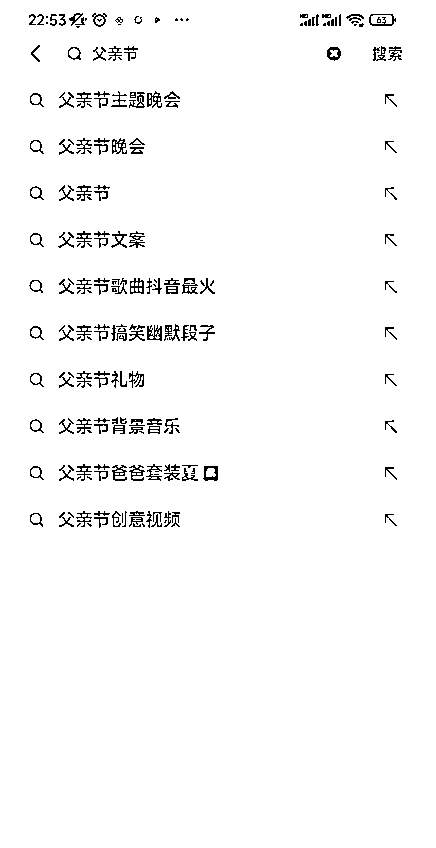 22:53 63
父亲节 搜索
父亲节主题晚会
父亲节晚会
父亲节
父亲节文案
父亲节歌曲抖音最火
父亲节搞笑幽默段子
父亲节礼物
父亲节背景音乐
父亲节爸爸套装夏
父亲节创意视频